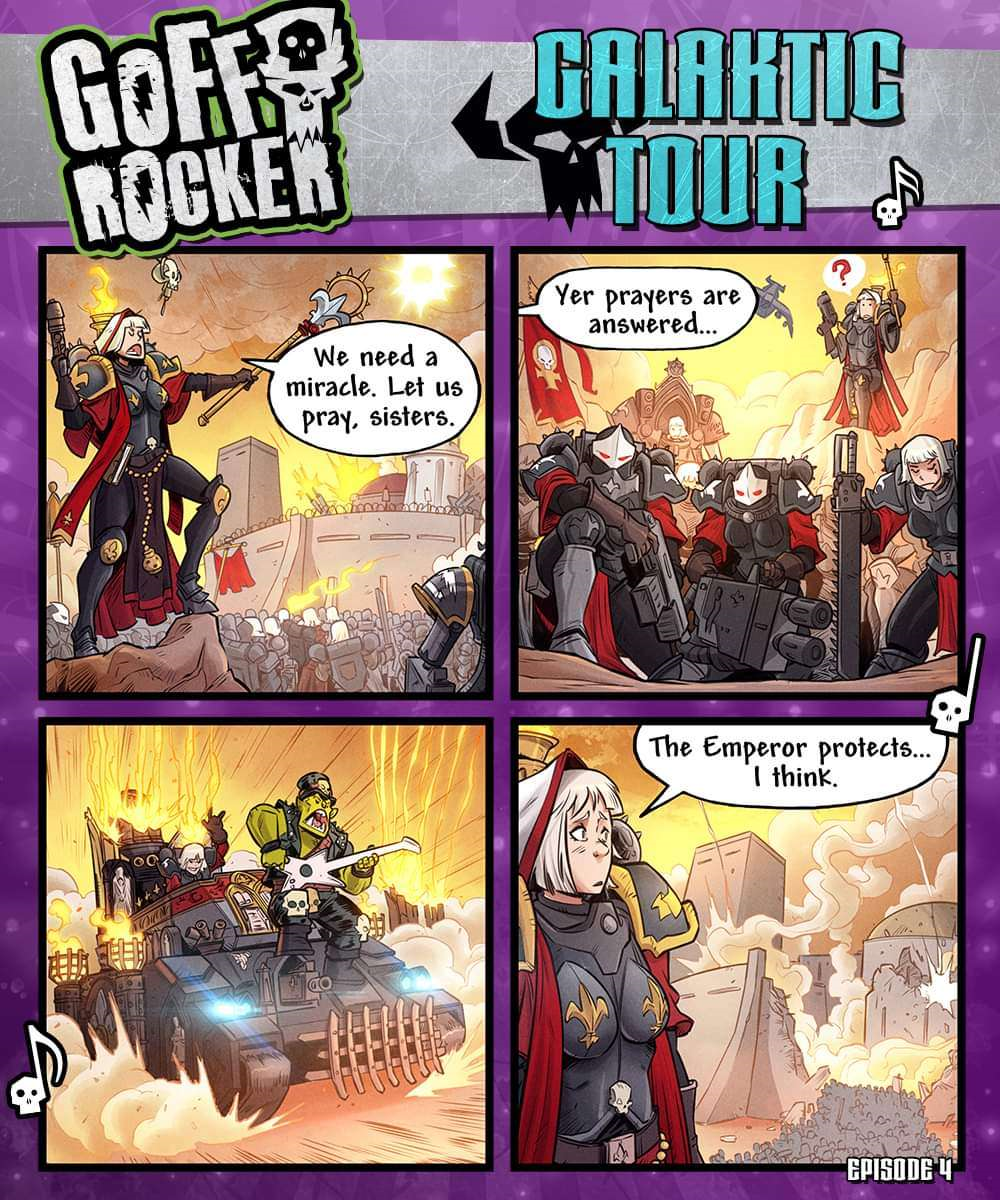 GOFF
ROCKER
GALAKTIC
TOUR
We need a
miracle. Let us
pray, sisters.
Yer prayers are
answered...
?
The Emperor protects...
I think.
EPISODE 4